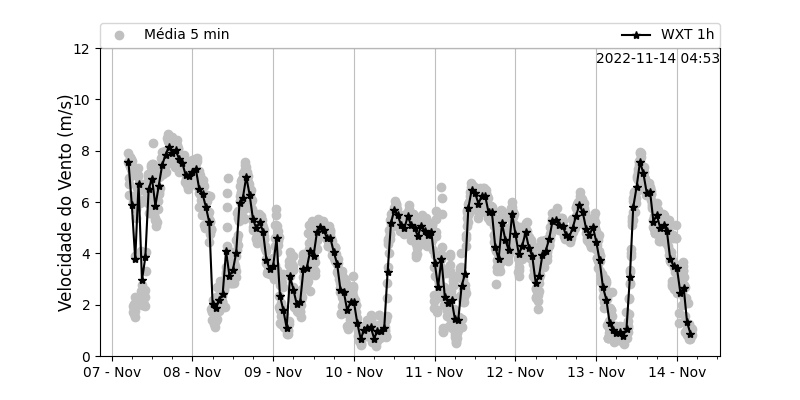 Média 5 min
WXT 1h
2022-11-14 04:53
Velocidade do Vento (m/s)
12
10
8
6
4
2
0
07 - Nov
08 - Nov
09 - Nov
10 - Nov
11 - Nov
12 - Nov
13 - Nov
14 - Nov